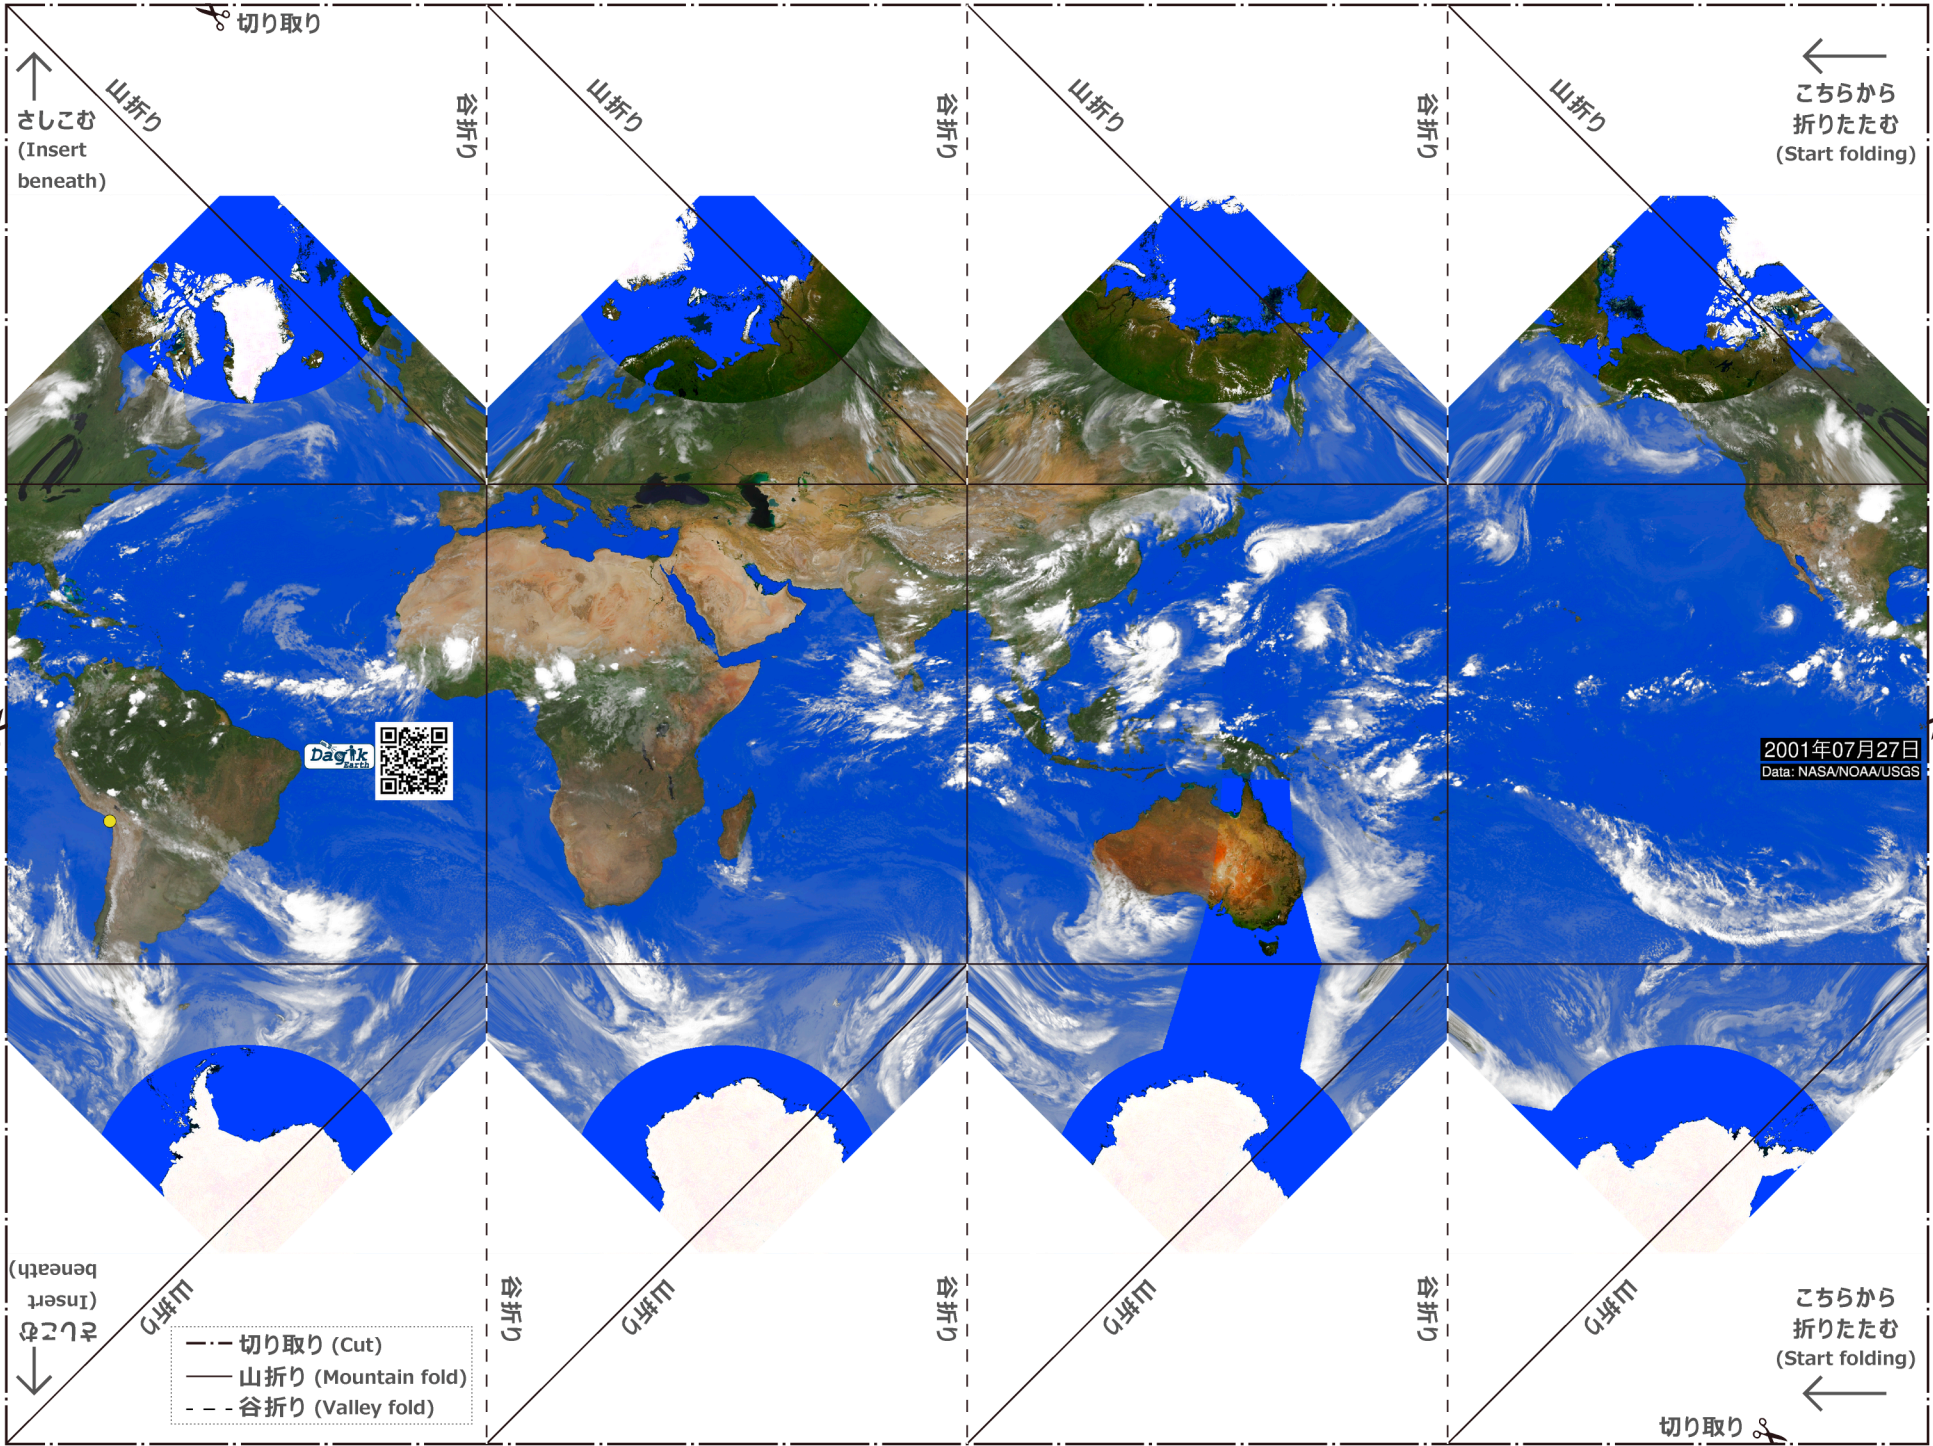 切り取り
山折り
谷折り
山折り
谷折り
山折り
谷折り
山折り
さしこむ
(Insert
beneath)
こちらから
折りたたむ
(Start folding)
Dagik
Earth
2001年07月27日
Data: NASA/NOAA/USGS
さしこむ
(Insert
beneath)
山折り
谷折り
山折り
谷折り
山折り
谷折り
山折り
こちらから
折りたたむ
(Start folding)
切り取り (Cut)
山折り (Mountain fold)
谷折り (Valley fold)
切り取り